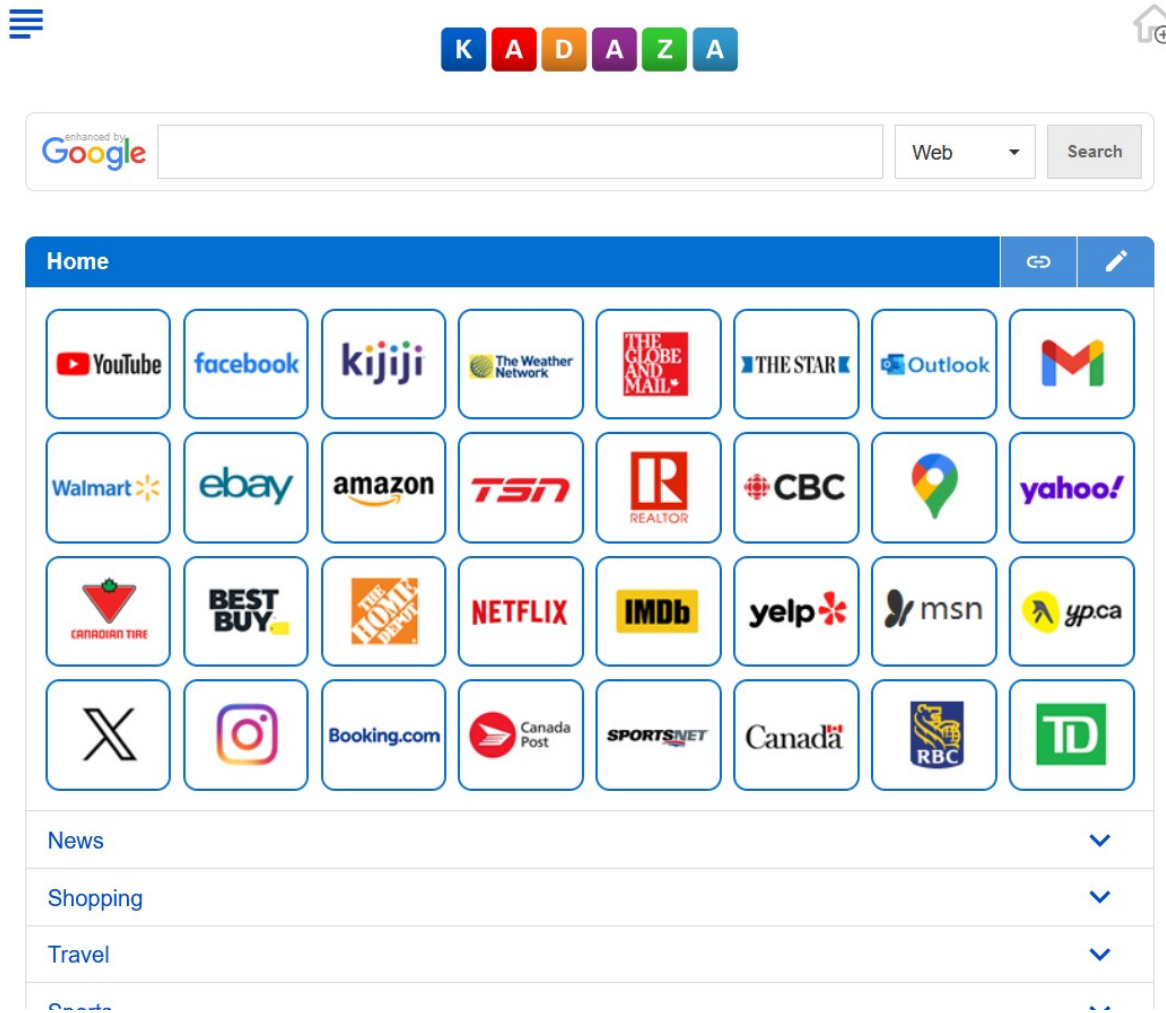 KADAZA
enhanced by
Google
Web
Search
Home
YouTube
facebook
kijiji
The Weather
Network
THE
GLOBE
AND
MAIL
THE STAR
Outlook
Walmart
ebay
amazon
TSN
R
REALTOR
CBC
yahoo!
CANADIAN TIRE
BEST
BUY
THE
HOME
DEPOT
NETFLIX
IMDb
yelp
msn
yp.ca
X
Booking.com
Canada
Post
SPORTSNET
Canada
RBC
TD
News
Shopping
Travel
Sports